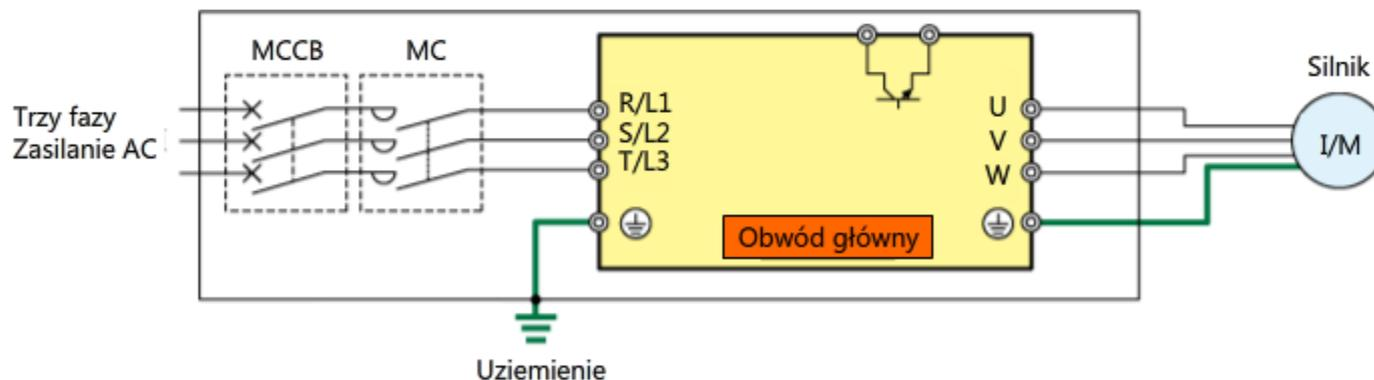 MCCB
MC
Silnik
Trzy fazy
Zasilanie AC
R/L1
S/L2
T/L3
U
V
W
I/M
Obwód główny
Uziemienie